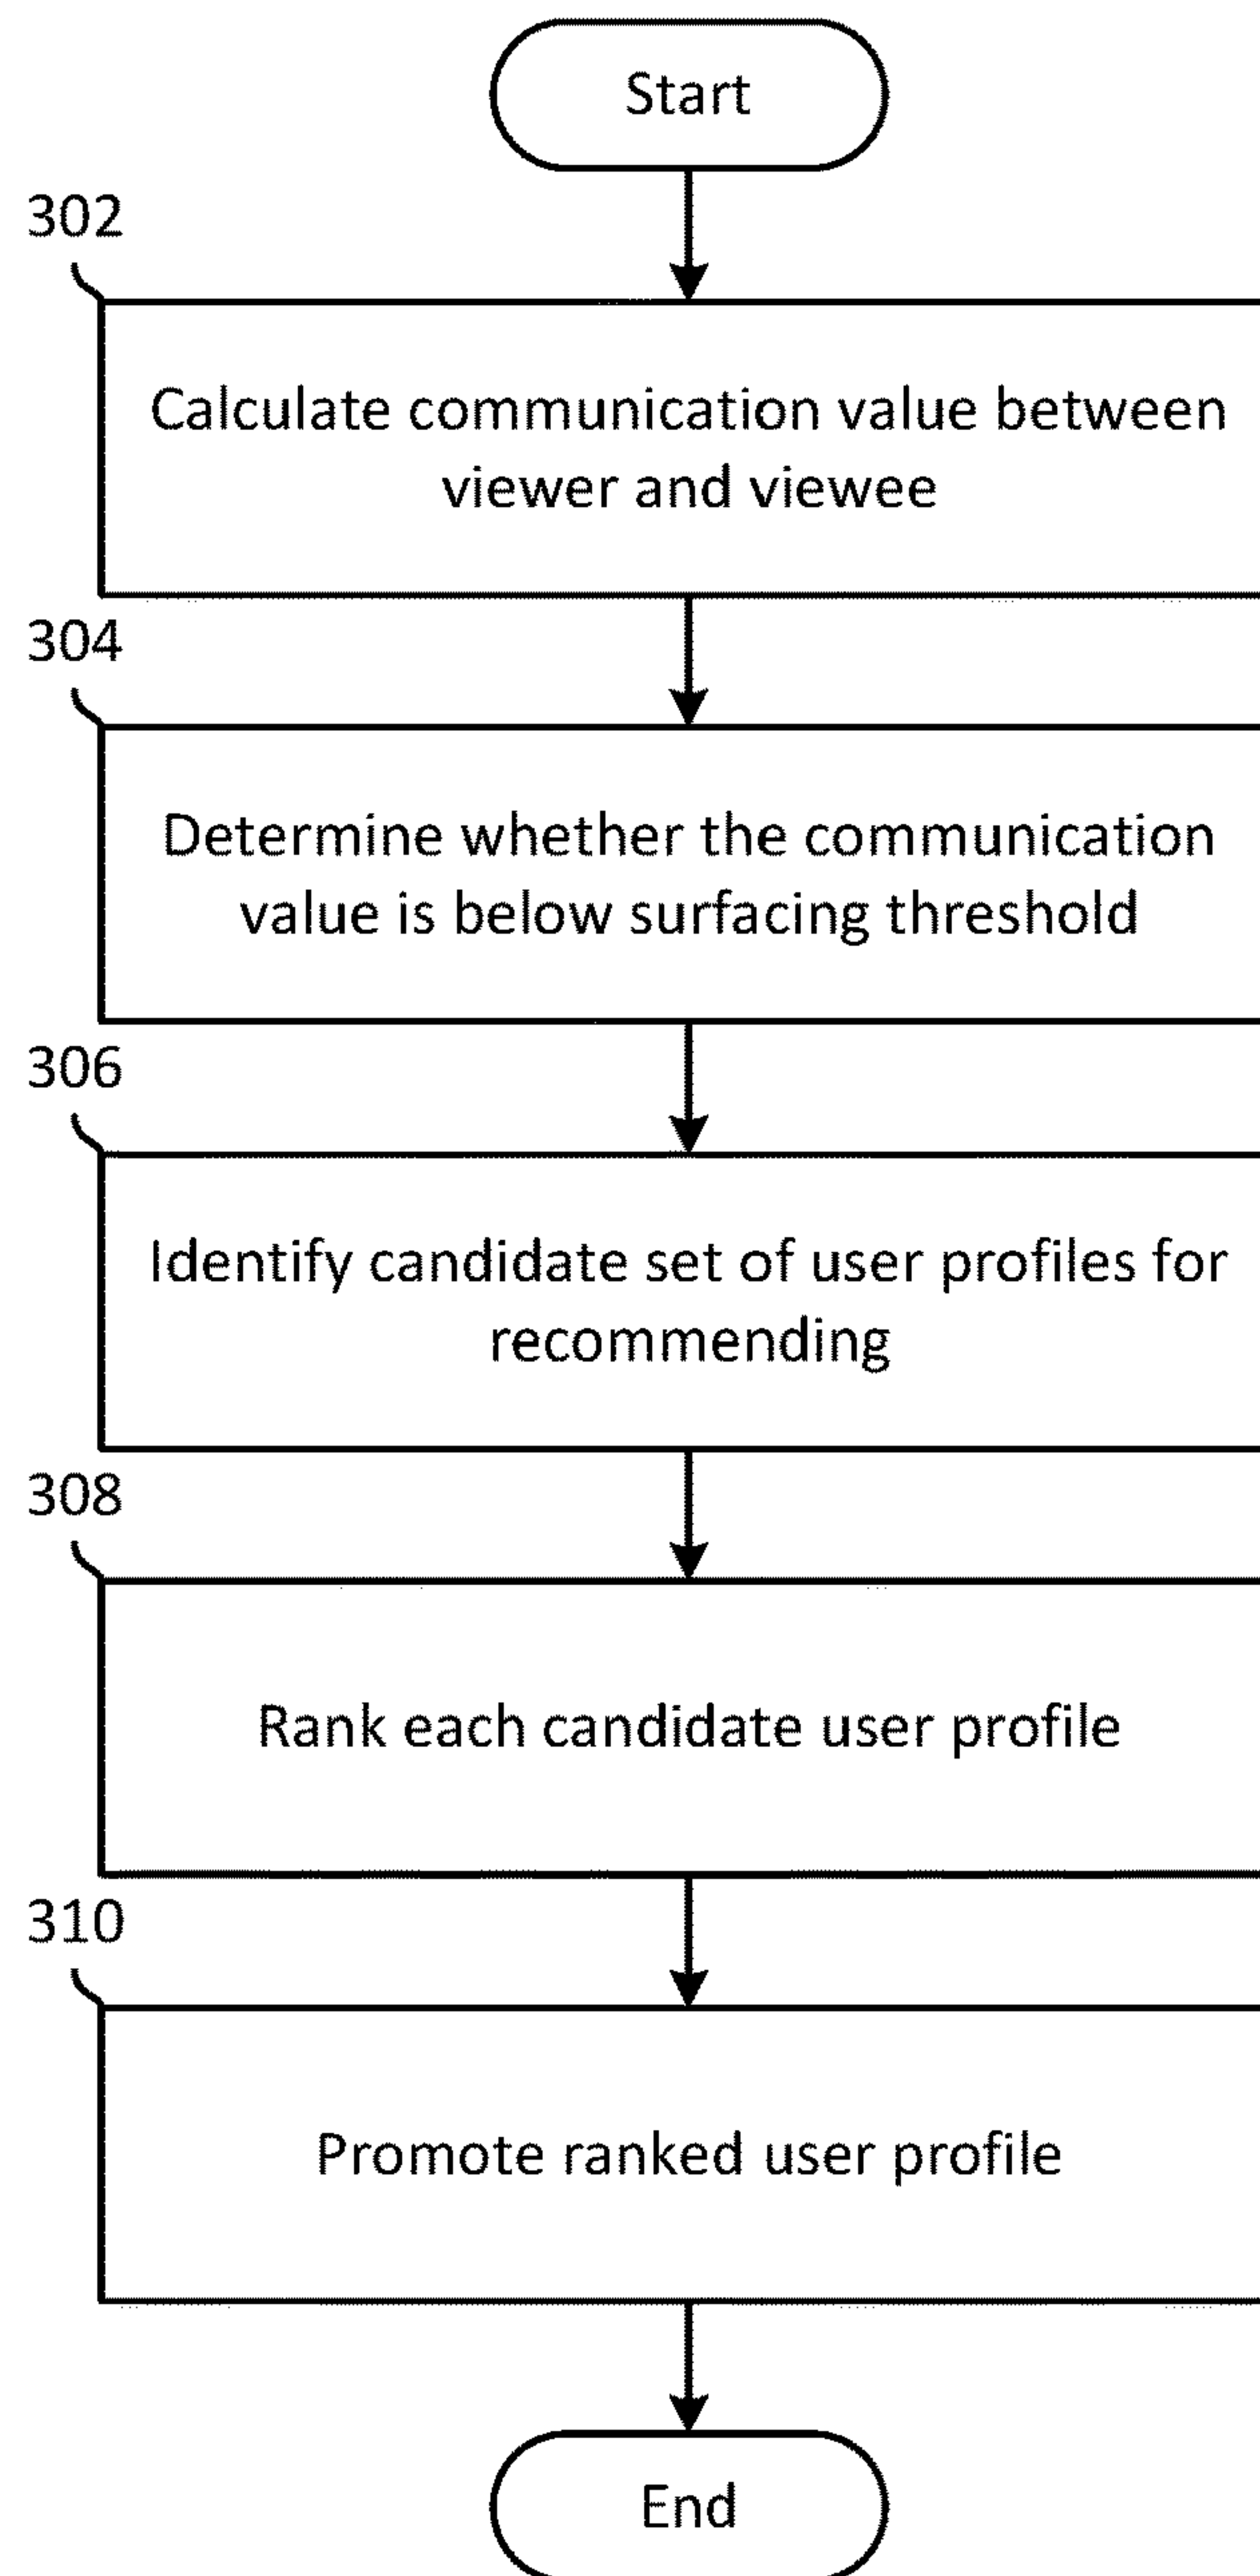 Start
302
Calculate communication value between
viewer and viewee
304
Determine whether the communication
value is below surfacing threshold
306
Identify candidate set of user profiles for
recommending
308
Rank each candidate user profile
310
Promote ranked user profile
End